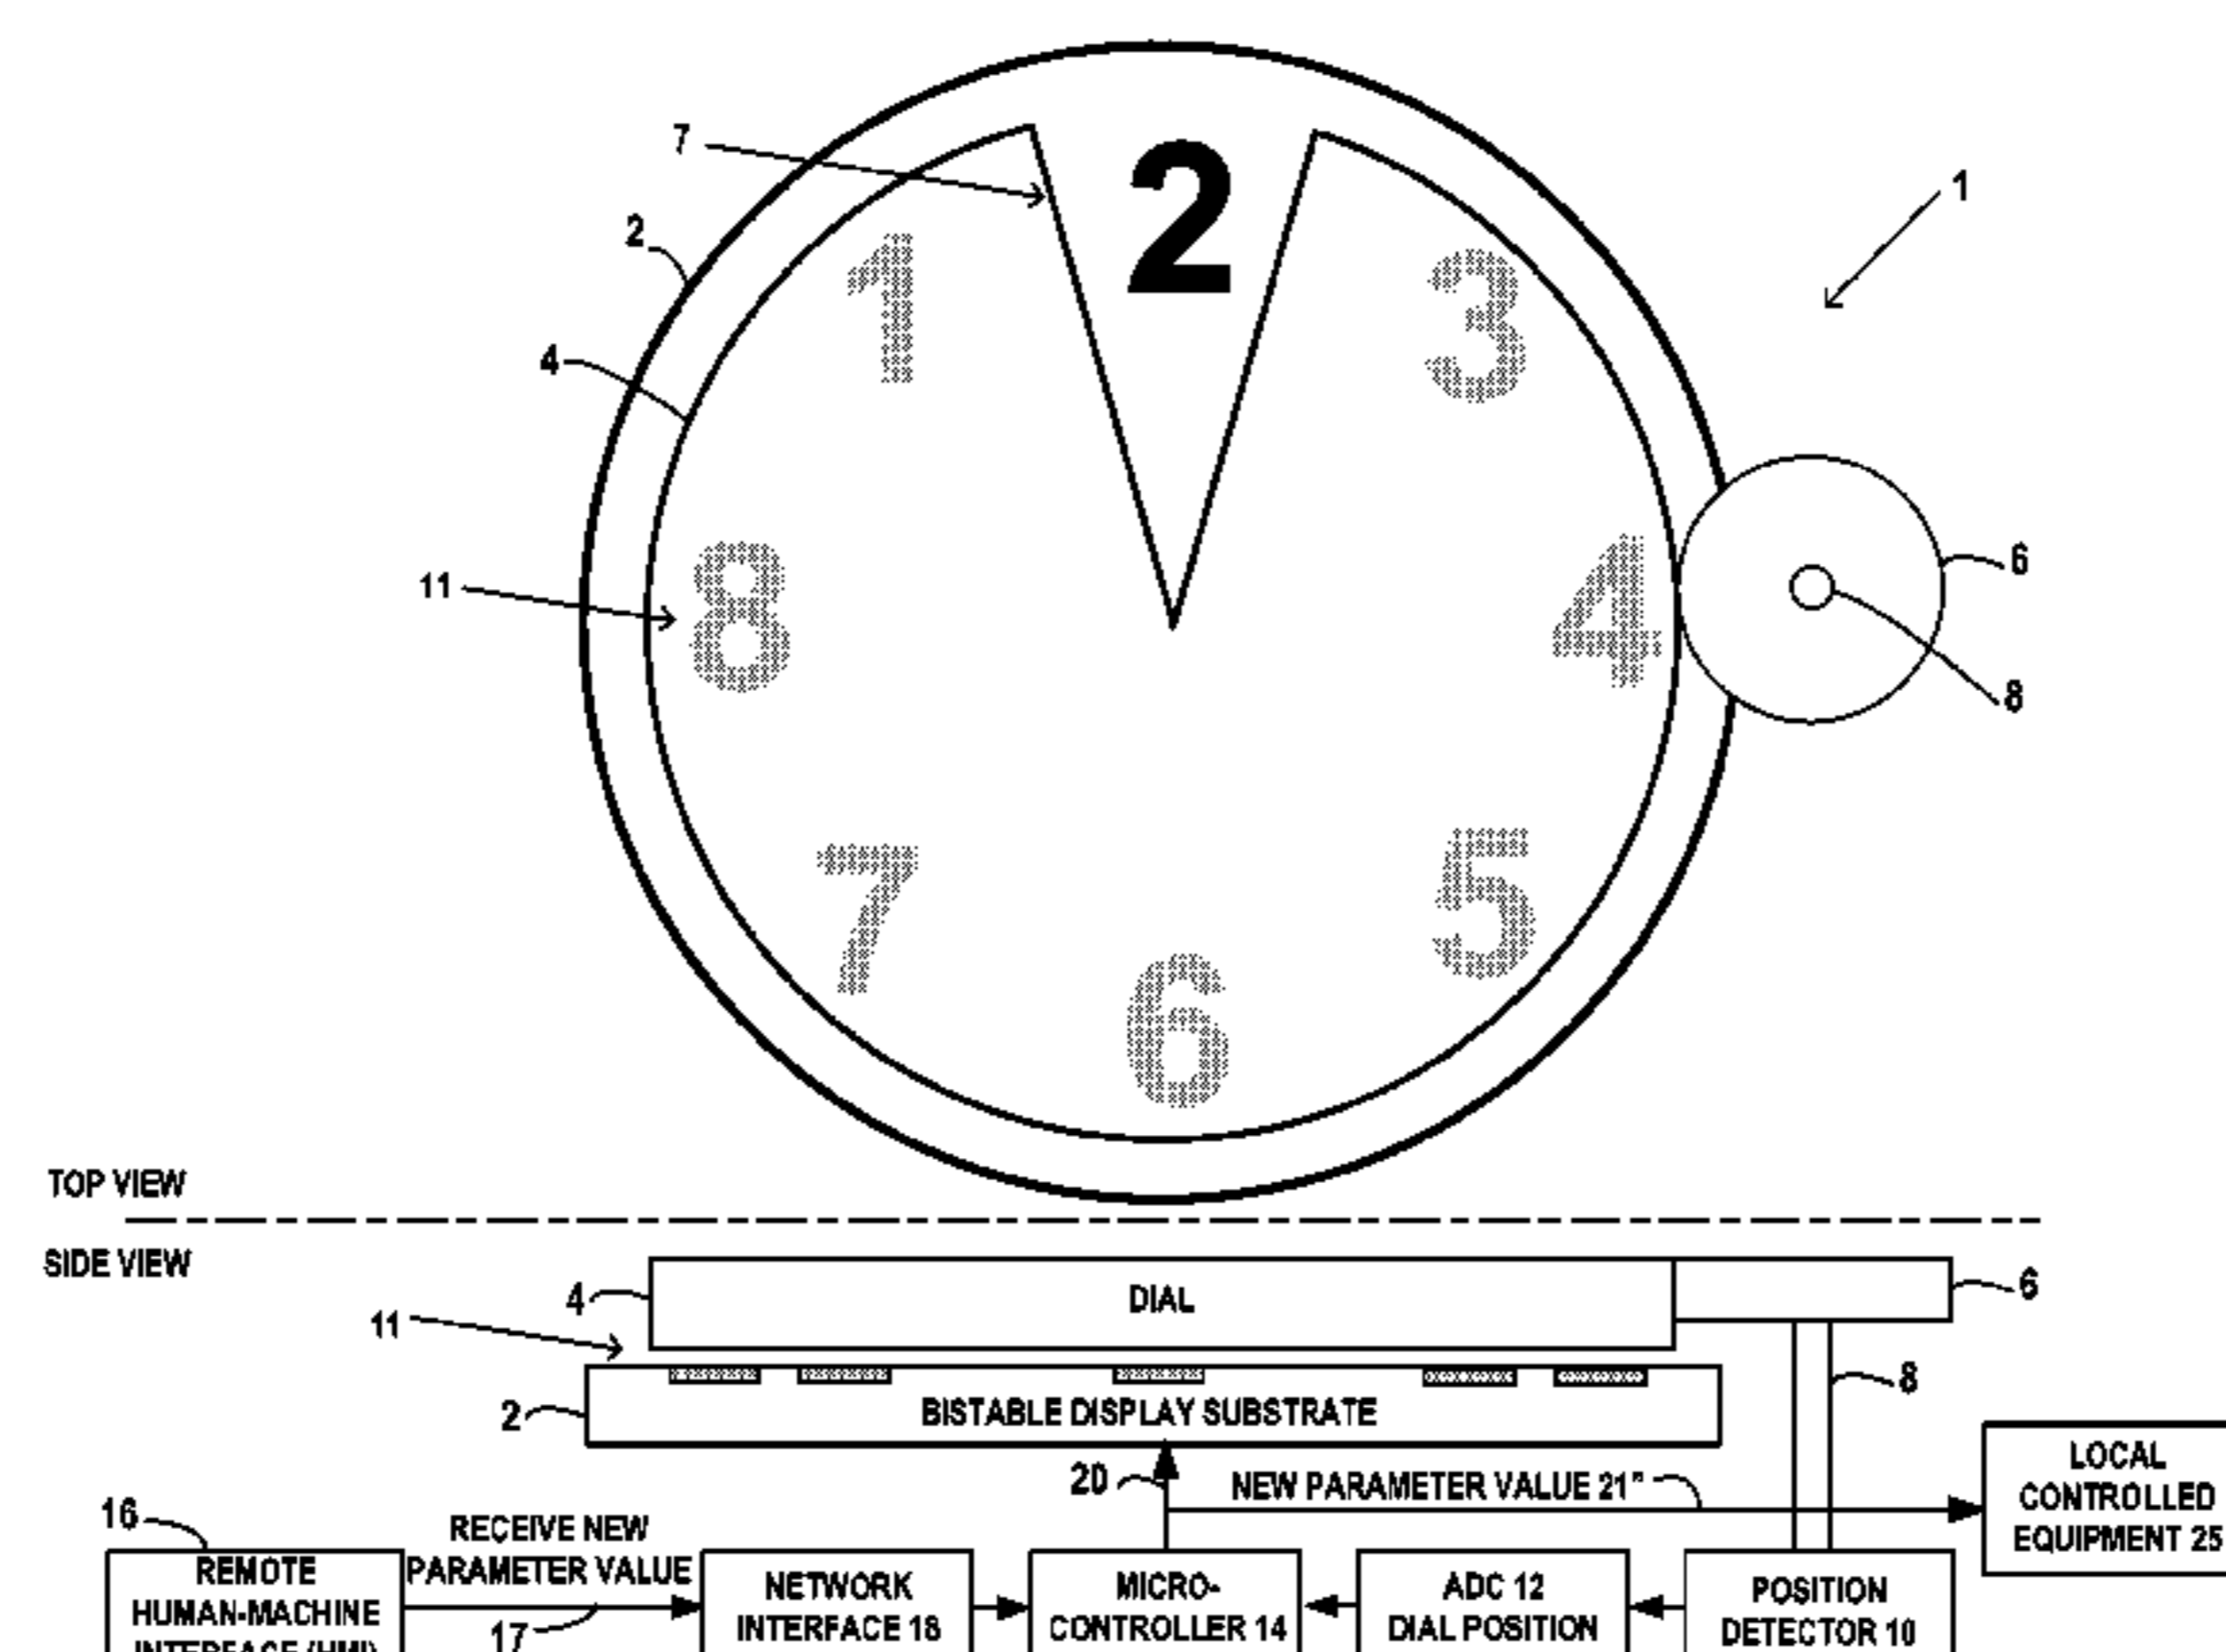 7
2
1
2
1
3
4
11
8
4
6
8
7
5
6
TOP VIEW
SIDE VIEW
4
DIAL
6
11
8
2
BISTABLE DISPLAY SUBSTRATE
20
NEW PARAMETER VALUE 21"
LOCAL
CONTROLLED
EQUIPMENT 25
16
RECEIVE NEW
PARAMETER VALUE
17
REMOTE
HUMAN-MACHINE
INTERFACE (HMI)
NETWORK
INTERFACE 18
MICRO-
CONTROLLER 14
ADC 12
DIAL POSITION
POSITION
DETECTOR 10